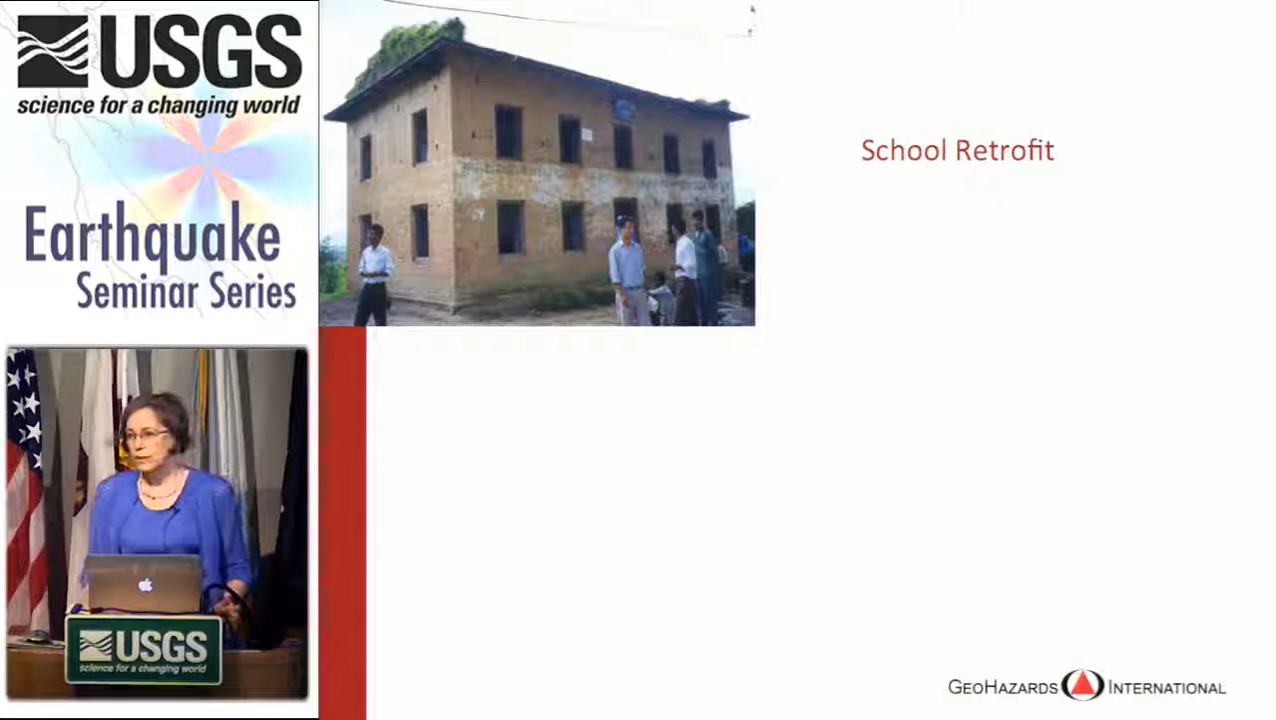 USGS
science for a changing world
Earthquake
Seminar Series
School Retrofit
USGS
science for a changing world
GEOHAZARDS INTERNATIONAL